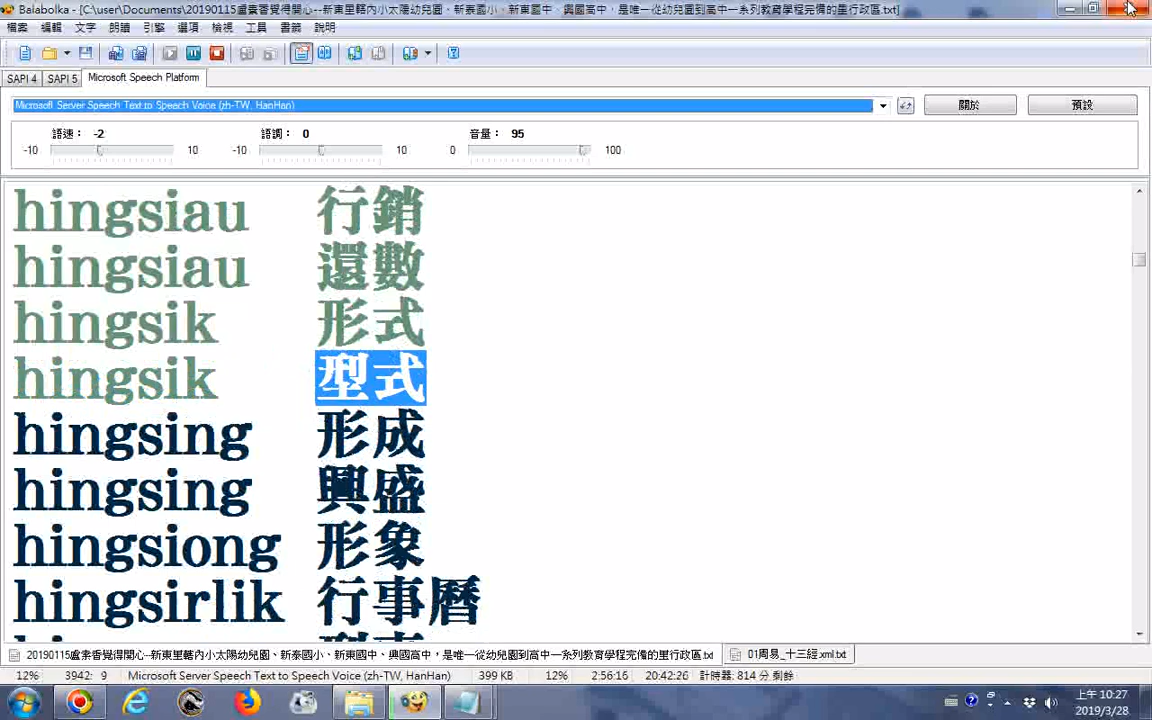 Balabolka - [C:\user\Documents\20190115盧素香覺得開心--新東里轄內小太陽幼兒園、新泰國小、新東國中、興國高中，是唯一從幼兒園到高中一系列教育學程完備的里行政區.txt]
檔案 編輯 文字 朗讀 引擎 選項 檢視 工具 書籤 說明
SAPI 4 SAPI 5 Microsoft Speech Platform
Microsoft Server Speech Text to Speech Voice (zh-TW, HanHan) 關於 預設
語速： -2 語調： 0 音量： 95
-10 10 -10 10 0 100
hingsiau 行銷
hingsiau 還數
hingsik 形式
hingsik 型式
hingsing 形成
hingsing 興盛
hingsiong 形象
hingsirlik 行事曆
20190115盧素香覺得開心--新東里轄內小太陽幼兒園、新泰國小、新東國中、興國高中，是唯一從幼兒園到高中一系列教育學程完備的里行政區.txt 01周易_十三經.xml.txt
12% 3942: 9 Microsoft Server Speech Text to Speech Voice (zh-TW, HanHan) 399 KB 12% 2:56:16 20:42:26 計時器: 814 分 剩餘
上午 10:27
2019/3/28